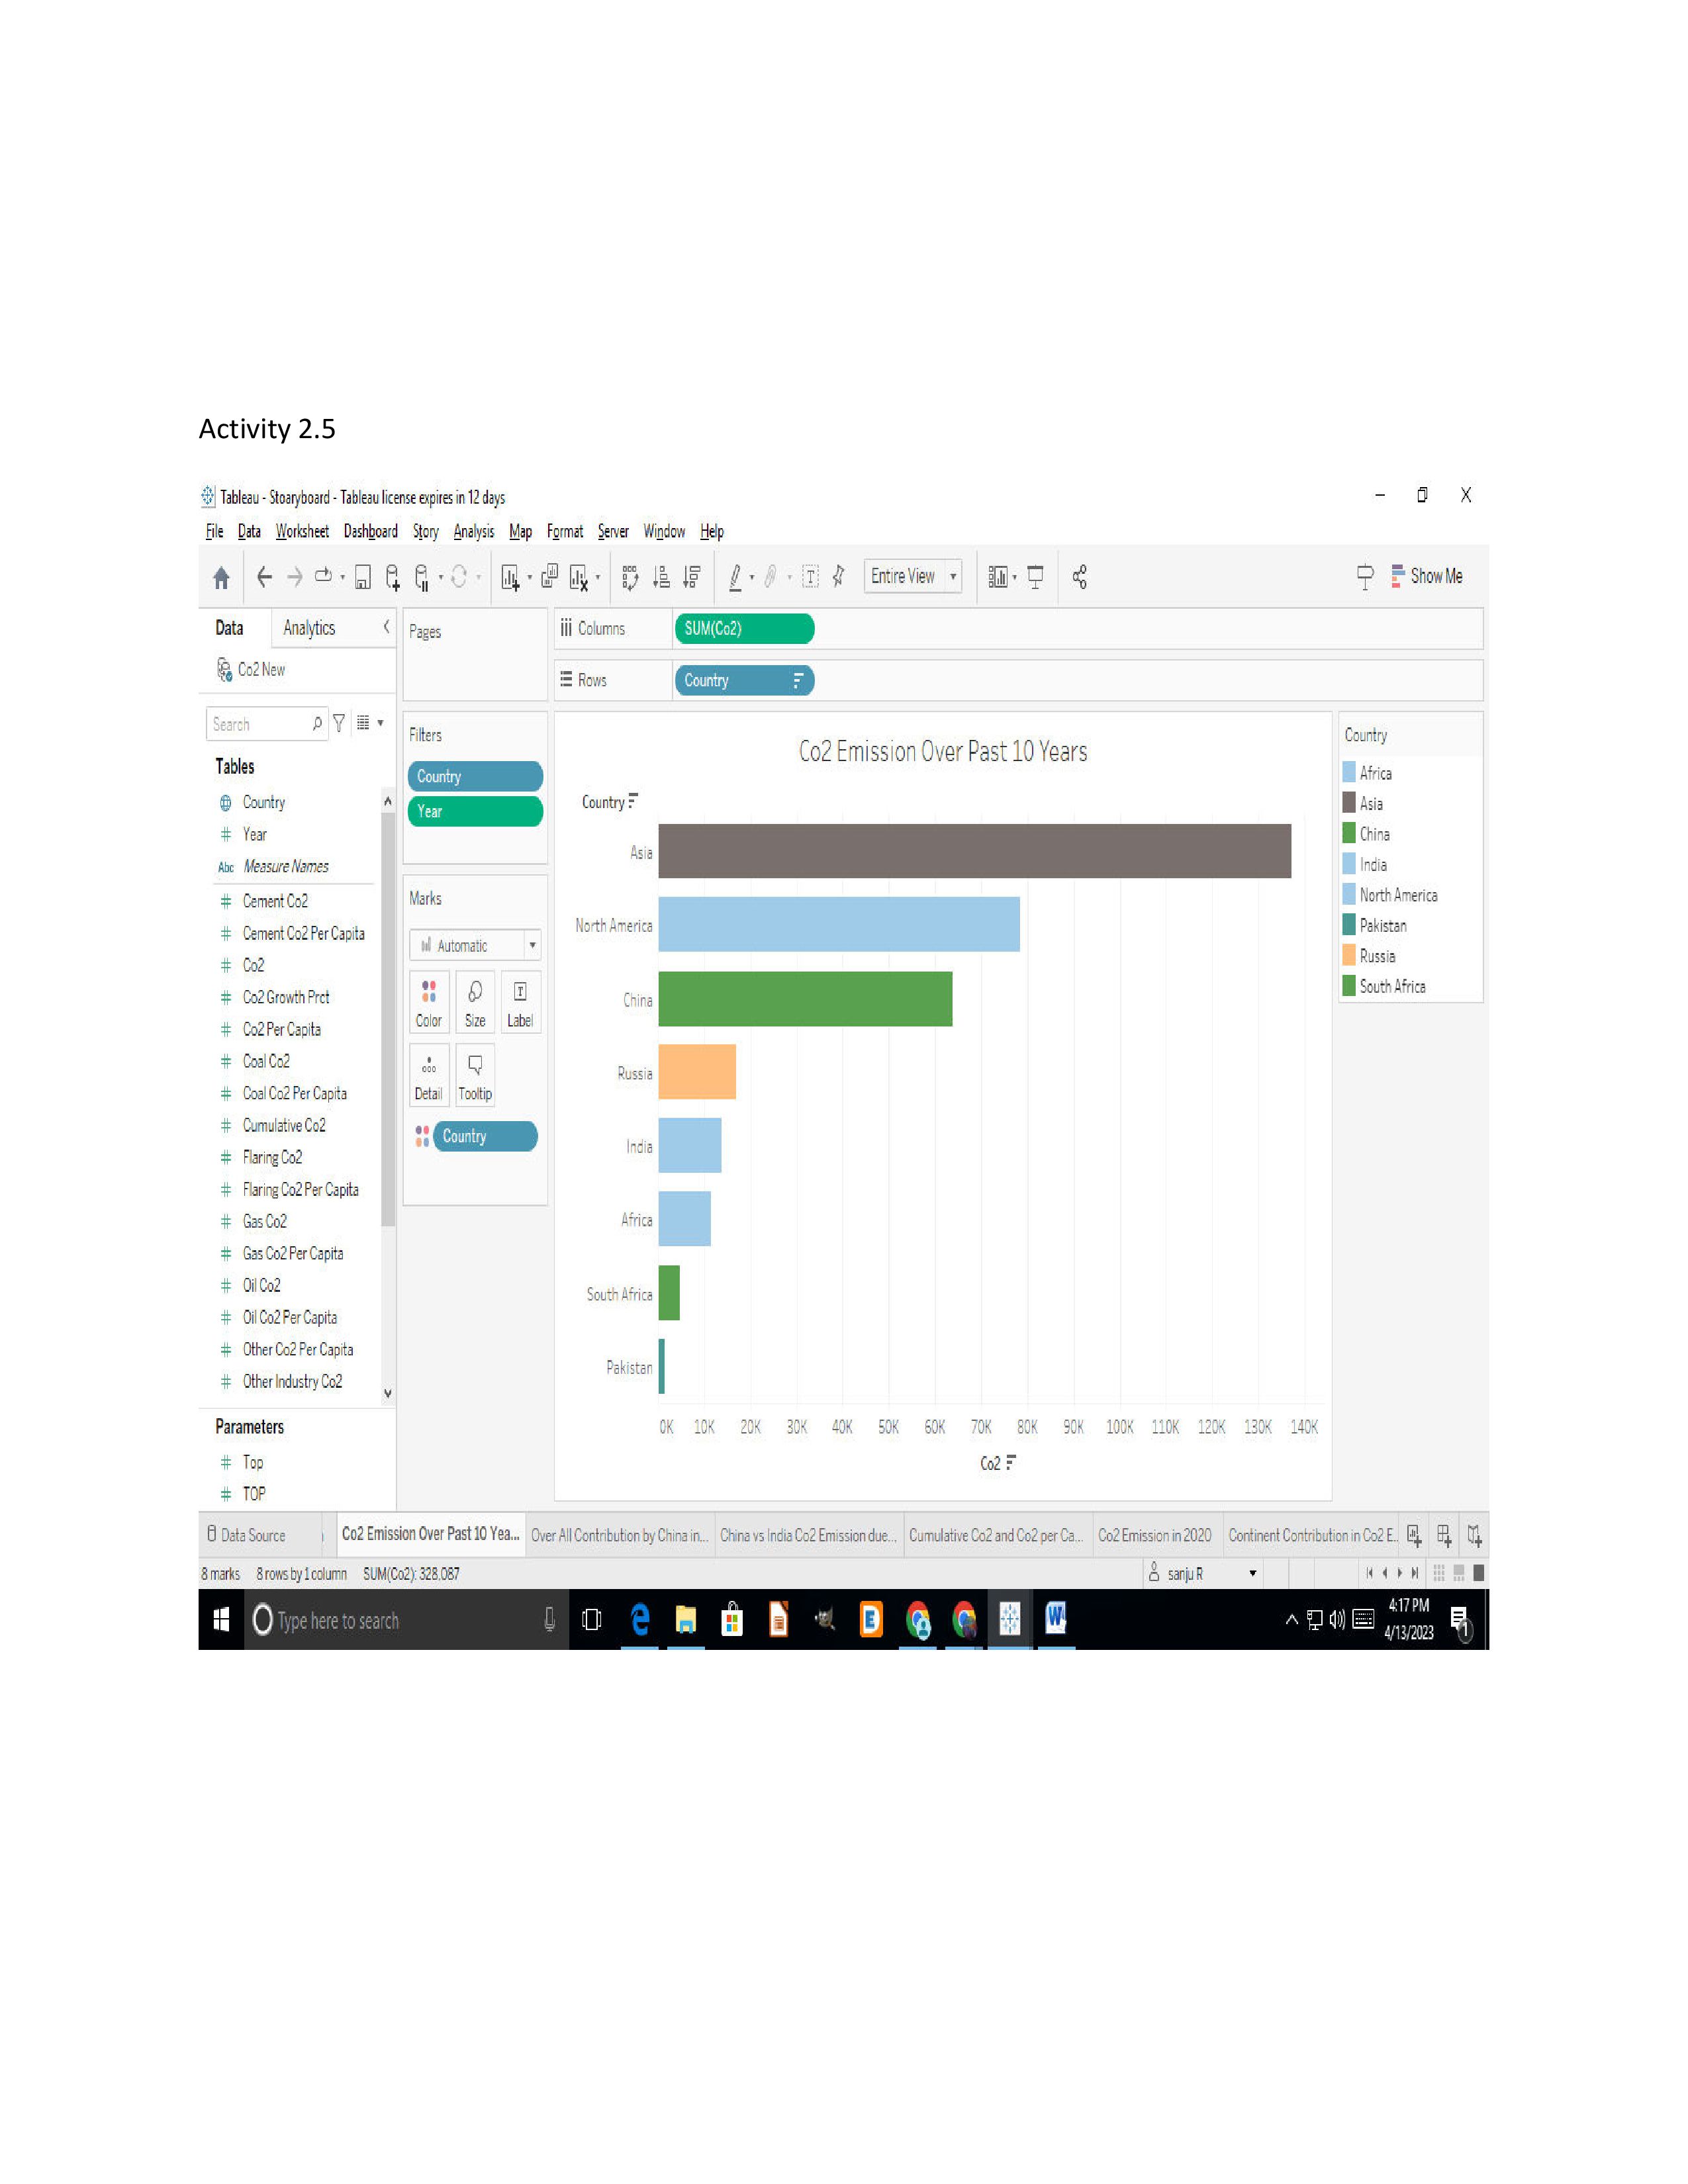 Activity 2.5
Tableau - Stoaryboard - Tableau license expires in 12 days
File Data Worksheet Dashboard Story Analysis Map Format Server Window Help
Entire View
Show Me
Data Analytics
Co2 New
Search
Tables
Country
Year
Abc Measure Names
Cement Co2
Cement Co2 Per Capita
Co2
Co2 Growth Prct
Co2 Per Capita
Coal Co2
Coal Co2 Per Capita
Cumulative Co2
Flaring Co2
Flaring Co2 Per Capita
Gas Co2
Gas Co2 Per Capita
Oil Co2
Oil Co2 Per Capita
Other Co2 Per Capita
Other Industry Co2
Parameters
Top
TOP
Pages
Filters
Country
Year
Marks
Automatic
Color Size Label
Detail Tooltip
Country
Columns SUM(Co2)
Rows Country
Co2 Emission Over Past 10 Years
Country
Asia
North America
China
Russia
India
Africa
South Africa
Pakistan
0K 10K 20K 30K 40K 50K 60K 70K 80K 90K 100K 110K 120K 130K 140K
Co2
Country
Africa
Asia
China
India
North America
Pakistan
Russia
South Africa
Data Source Co2 Emission Over Past 10 Yea... Over All Contribution by China in... China vs India Co2 Emission due... Cumulative Co2 and Co2 per Ca... Co2 Emission in 2020 Continent Contribution in Co2 E..
8 marks 8 rows by 1 column SUM(Co2): 328,087 sanju R
Type here to search
4:17 PM
4/13/2023
1